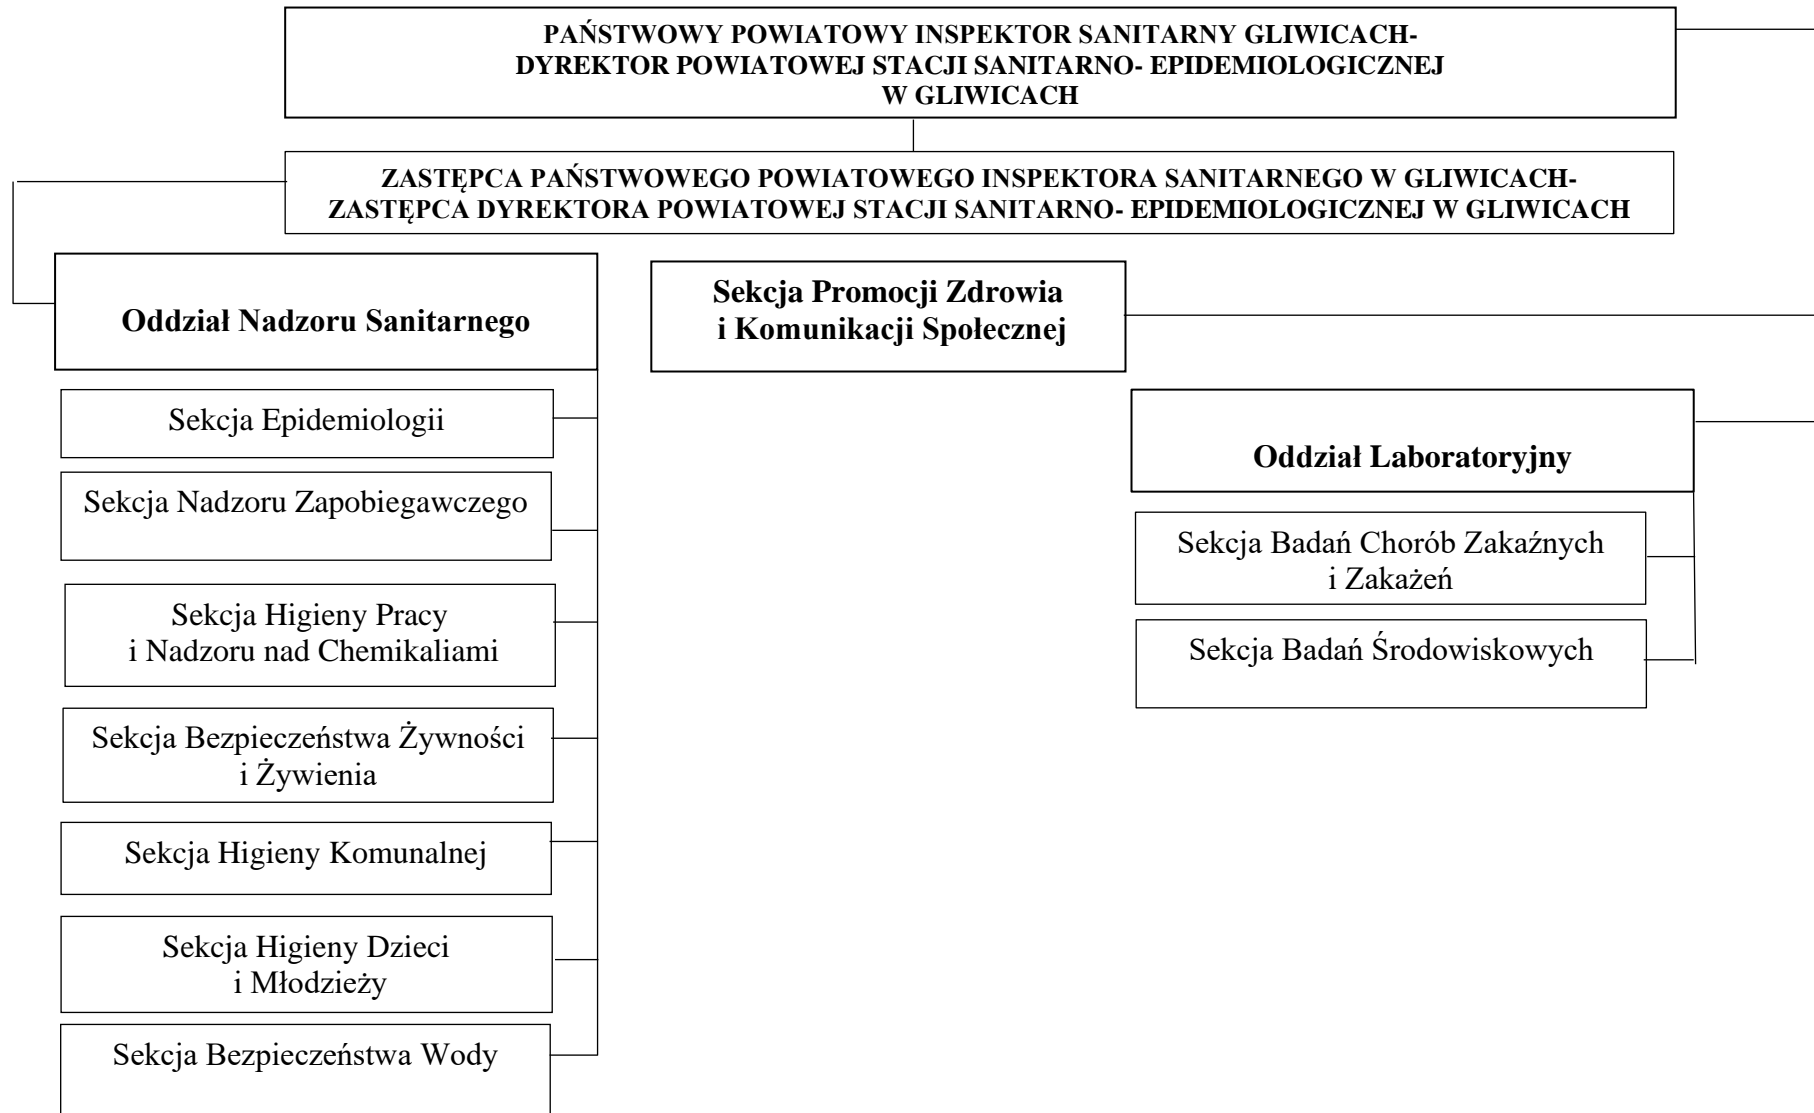 PAŃSTWOWY POWIATOWY INSPEKTOR SANITARNY GLIWICACH-
DYREKTOR POWIATOWEJ STACJI SANITARNO- EPIDEMIOLOGICZNEJ
W GLIWICACH
ZASTĘPCA PAŃSTWOWEGO POWIATOWEGO INSPEKTORA SANITARNEGO W GLIWICACH-
ZASTĘPCA DYREKTORA POWIATOWEJ STACJI SANITARNO- EPIDEMIOLOGICZNEJ W GLIWICACH
Oddział Nadzoru Sanitarnego
Sekcja Epidemiologii
Sekcja Nadzoru Zapobiegawczego
Sekcja Higieny Pracy
i Nadzoru nad Chemikaliami
Sekcja Bezpieczeństwa Żywności
i Żywienia
Sekcja Higieny Komunalnej
Sekcja Higieny Dzieci
i Młodzieży
Sekcja Bezpieczeństwa Wody
Sekcja Promocji Zdrowia
i Komunikacji Społecznej
Oddział Laboratoryjny
Sekcja Badań Chorób Zakaźnych
i Zakażeń
Sekcja Badań Środowiskowych